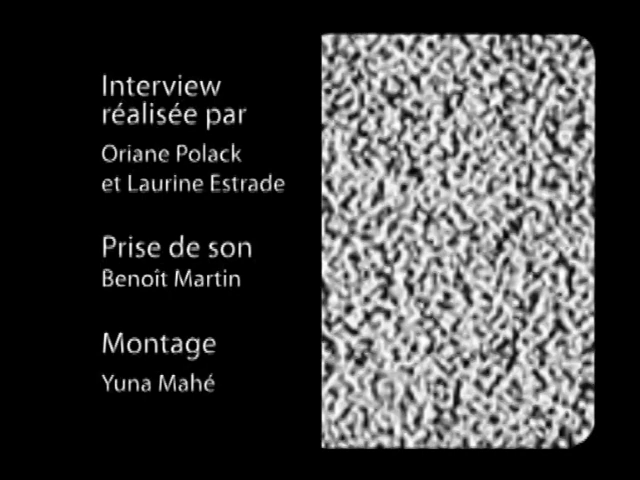 Interview
réalisée par
Oriane Polack
et Laurine Estrade
Prise de son
Benoît Martin
Montage
Yuna Mahé